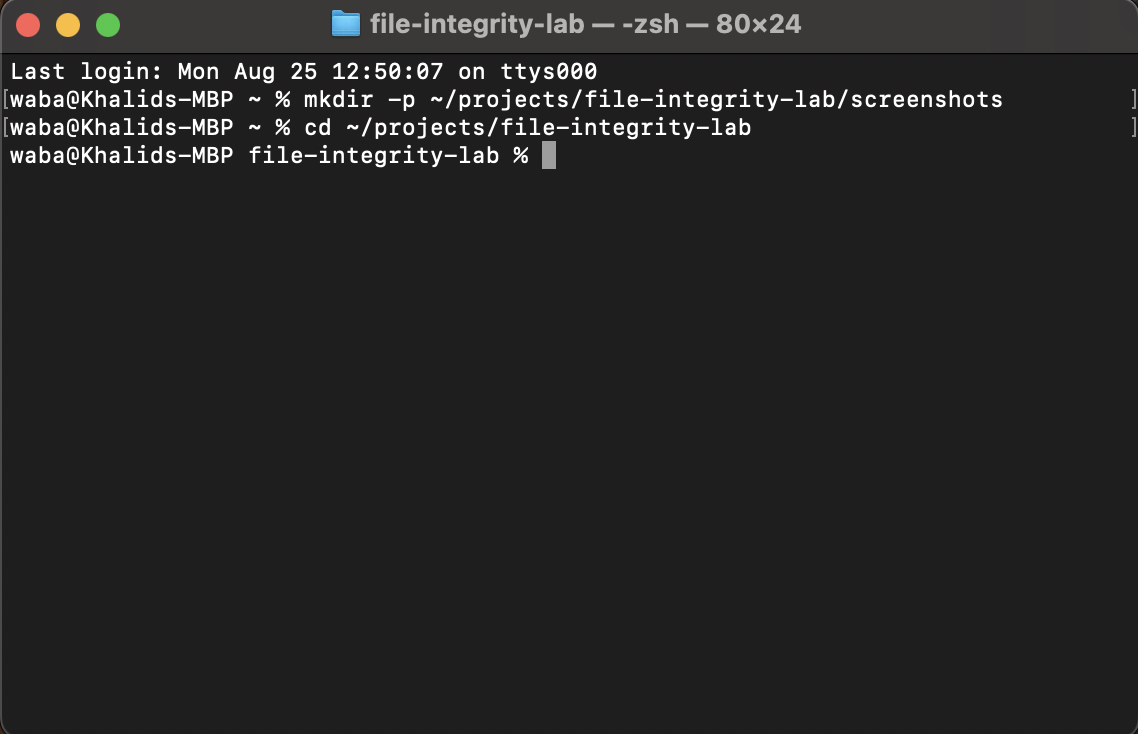 file-integrity-lab — -zsh — 80×24
Last login: Mon Aug 25 12:50:07 on ttys000
[waba@Khalids-MBP ~ % mkdir -p ~/projects/file-integrity-lab/screenshots ]
[waba@Khalids-MBP ~ % cd ~/projects/file-integrity-lab ]
waba@Khalids-MBP file-integrity-lab %